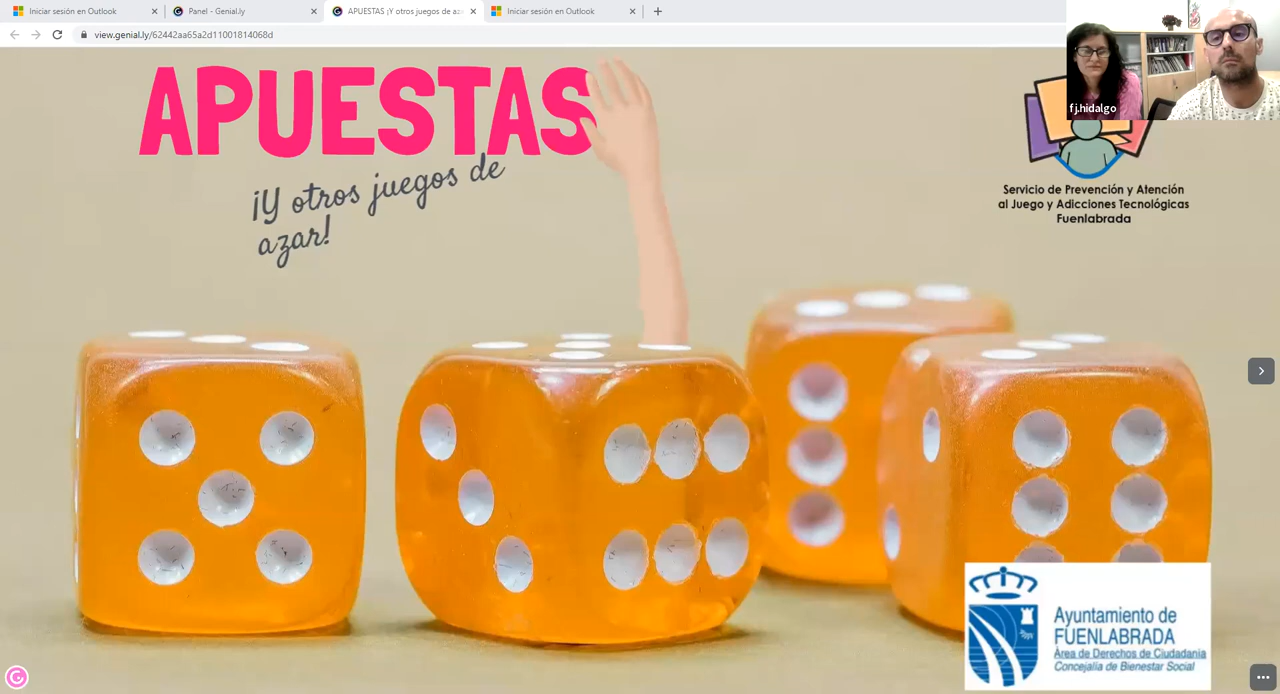 Iniciar sesión en Outlook
Panel - Genial.ly
APUESTAS ¡Y otros juegos de a
Iniciar sesión en Outlook
view.genial.ly/62442aa65a2d11001814068d
APUESTAS
¡Y otros juegos de
azar!
fj.hidalgo
Servicio de Prevención y Atención
al Juego y Adicciones Tecnológicas
Fuenlabrada
Ayuntamiento de
FUENLABRADA
Área de Derechos de Ciudadanía
Concejalía de Bienestar Social